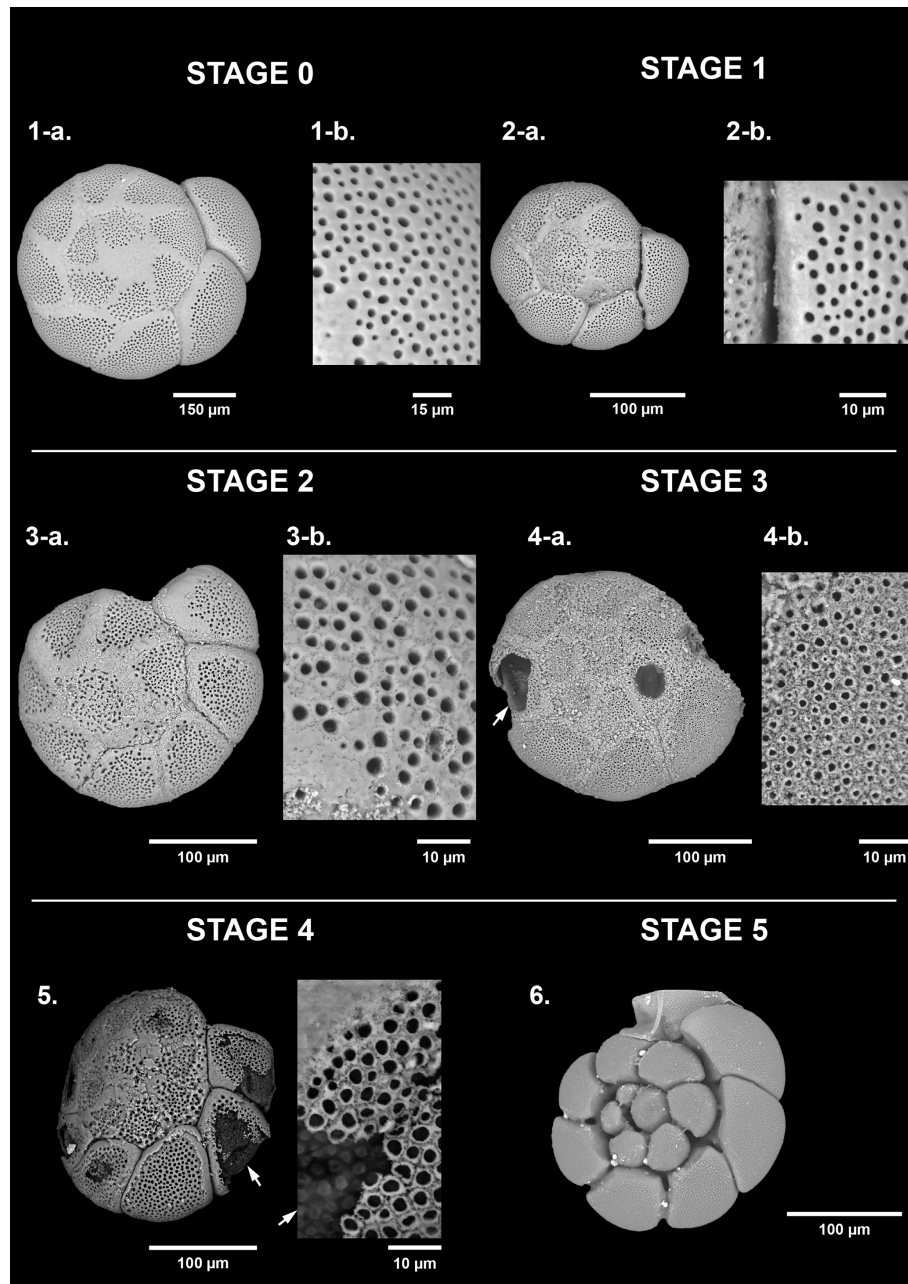 STAGE 0
STAGE 1
1-a.
1-b.
2-a.
2-b.
150 µm
15 µm
100 µm
10 µm
STAGE 2
STAGE 3
3-a.
3-b.
4-a.
4-b.
100 µm
10 µm
100 µm
10 µm
STAGE 4
STAGE 5
5.
6.
100 µm
10 µm
100 µm